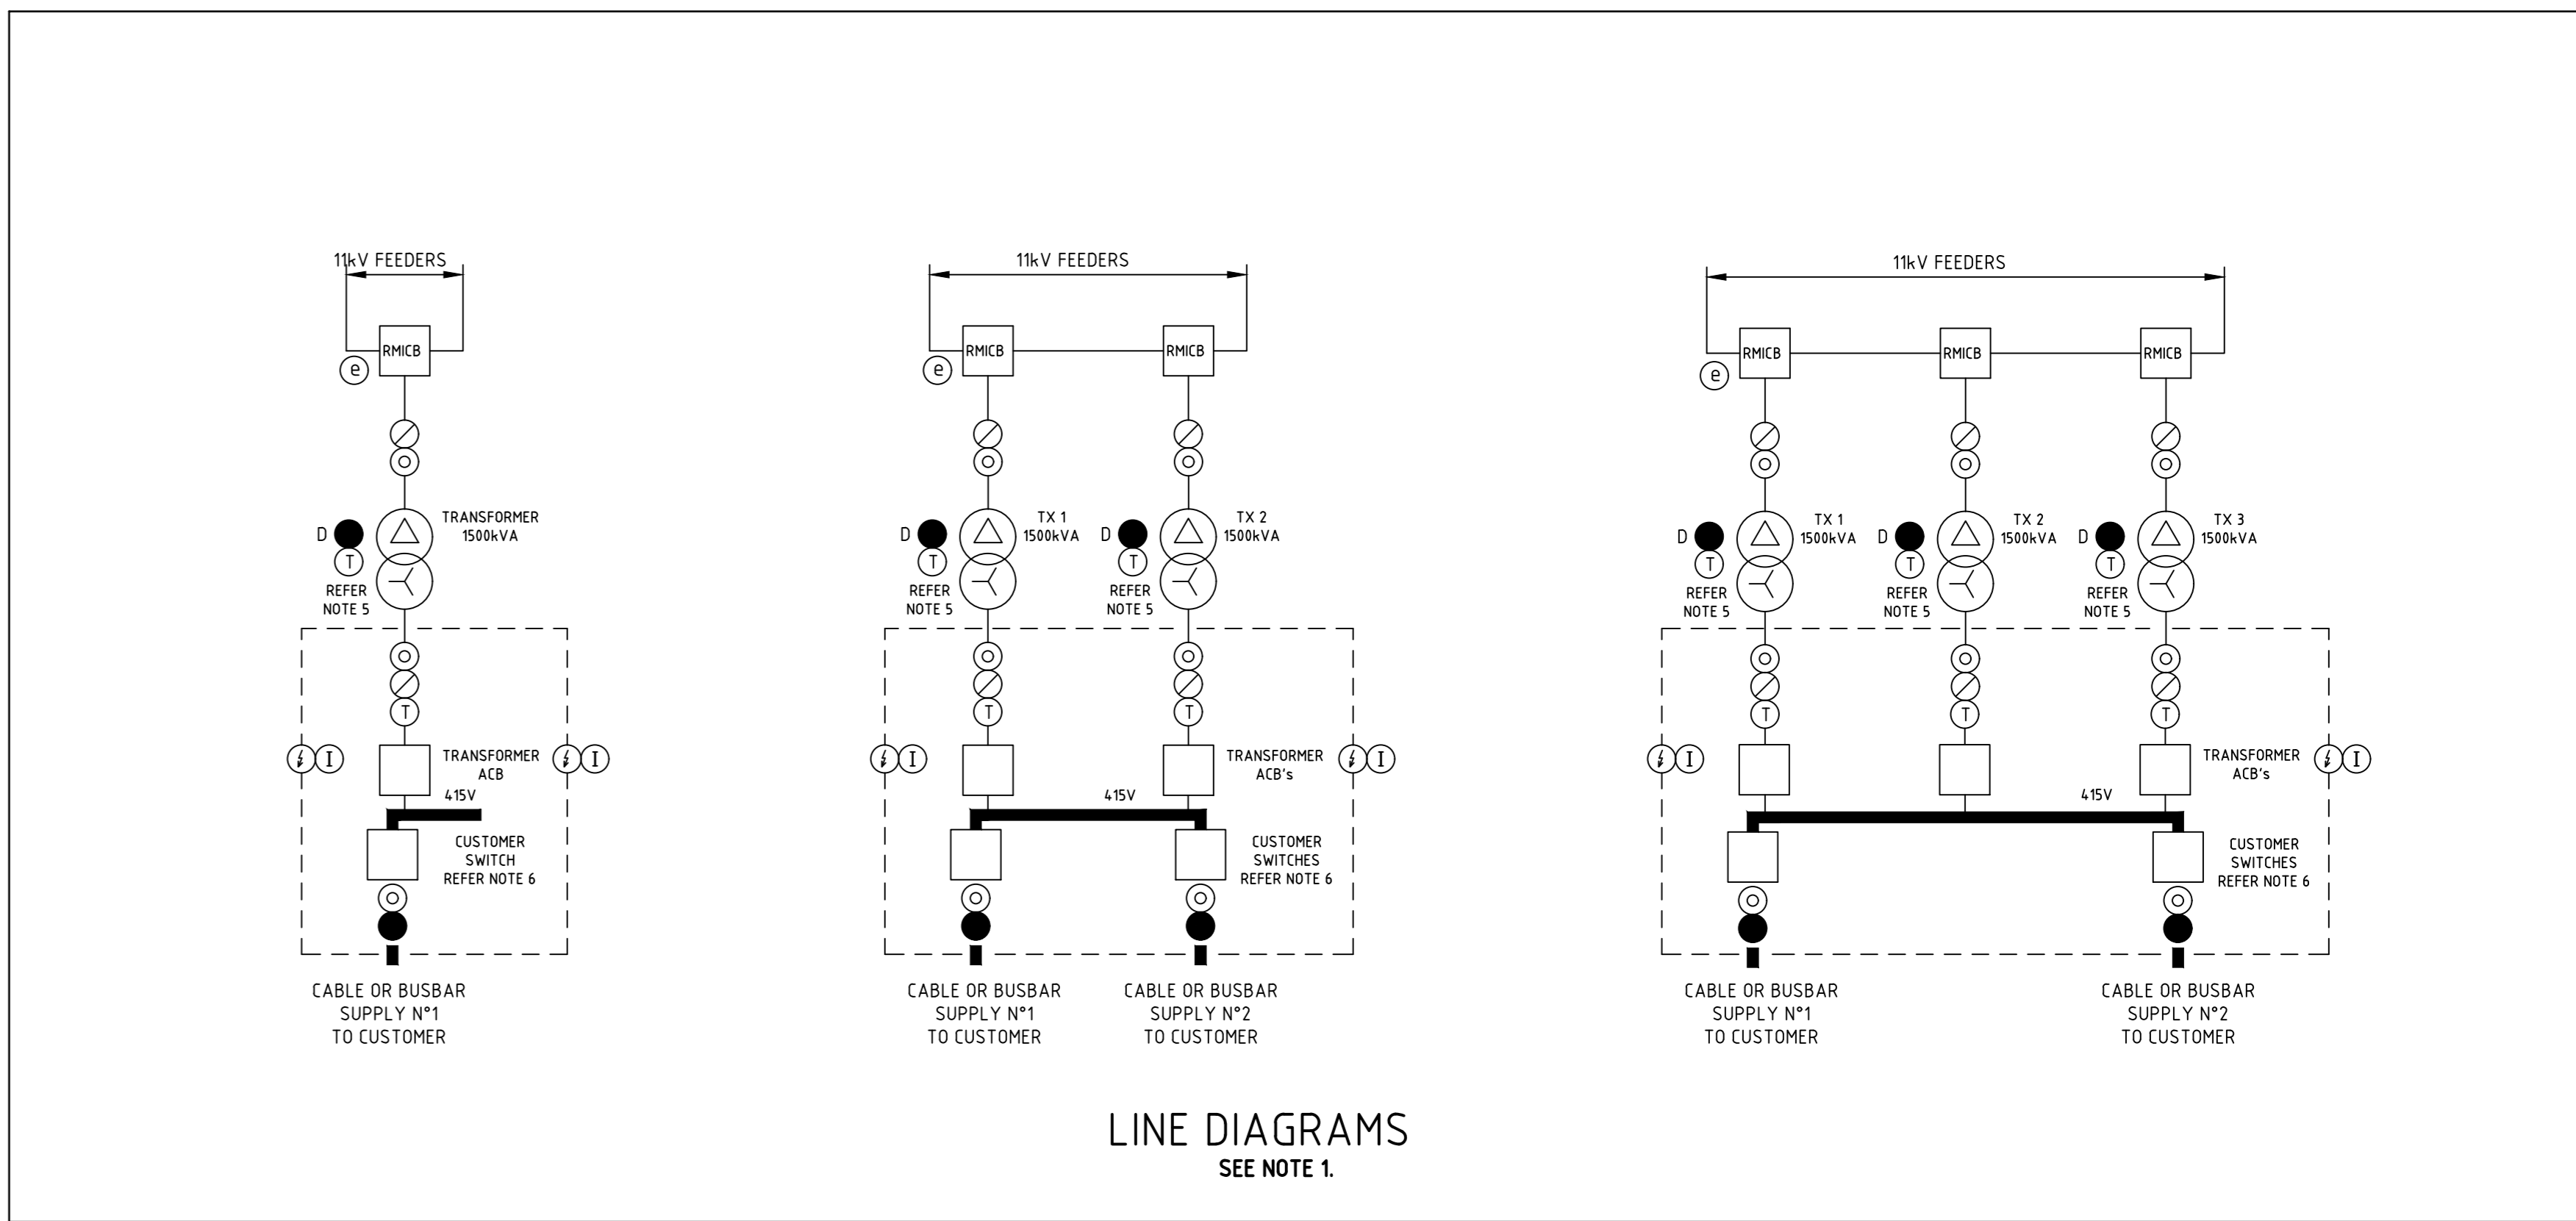 11kV FEEDERS
RMICB
e
D
T
TRANSFORMER
1500kVA
REFER
NOTE 5
T
I
I
TRANSFORMER
ACB
415V
CUSTOMER
SWITCH
REFER NOTE 6
CABLE OR BUSBAR
SUPPLY N°1
TO CUSTOMER
11kV FEEDERS
RMICB
RMICB
e
D
T
TX 1
1500kVA
REFER
NOTE 5
D
T
TX 2
1500kVA
REFER
NOTE 5
T
T
I
I
TRANSFORMER
ACB's
415V
CUSTOMER
SWITCHES
REFER NOTE 6
CABLE OR BUSBAR
SUPPLY N°1
TO CUSTOMER
CABLE OR BUSBAR
SUPPLY N°2
TO CUSTOMER
11kV FEEDERS
RMICB
RMICB
RMICB
e
D
T
TX 1
1500kVA
REFER
NOTE 5
D
T
TX 2
1500kVA
REFER
NOTE 5
D
T
TX 3
1500kVA
REFER
NOTE 5
T
T
T
I
I
TRANSFORMER
ACB's
415V
CUSTOMER
SWITCHES
REFER NOTE 6
CABLE OR BUSBAR
SUPPLY N°1
TO CUSTOMER
CABLE OR BUSBAR
SUPPLY N°2
TO CUSTOMER
LINE DIAGRAMS
SEE NOTE 1.